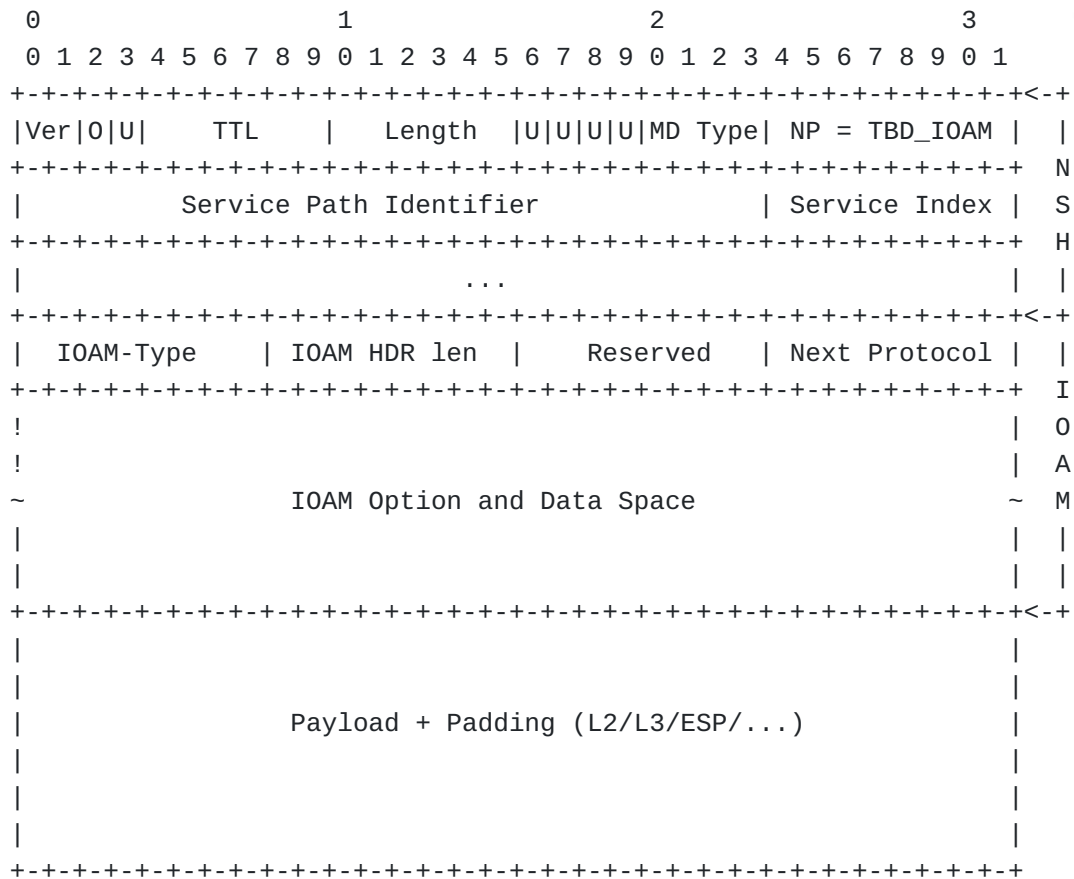 0                   1                   2                   3
 0 1 2 3 4 5 6 7 8 9 0 1 2 3 4 5 6 7 8 9 0 1 2 3 4 5 6 7 8 9 0 1
+-+-+-+-+-+-+-+-+-+-+-+-+-+-+-+-+-+-+-+-+-+-+-+-+-+-+-+-+-+-+-+-+<-+
|Ver|O|U|    TTL    |   Length  |U|U|U|U|MD Type| NP = TBD_IOAM |  |
+-+-+-+-+-+-+-+-+-+-+-+-+-+-+-+-+-+-+-+-+-+-+-+-+-+-+-+-+-+-+-+-+  N
|          Service Path Identifier              | Service Index |  S
+-+-+-+-+-+-+-+-+-+-+-+-+-+-+-+-+-+-+-+-+-+-+-+-+-+-+-+-+-+-+-+-+  H
|                            ...                                |  |
+-+-+-+-+-+-+-+-+-+-+-+-+-+-+-+-+-+-+-+-+-+-+-+-+-+-+-+-+-+-+-+-+<-+
|  IOAM-Type    | IOAM HDR len  |    Reserved   | Next Protocol |  |
+-+-+-+-+-+-+-+-+-+-+-+-+-+-+-+-+-+-+-+-+-+-+-+-+-+-+-+-+-+-+-+-+  I
!                                                               |  O
!                                                               |  A
~                 IOAM Option and Data Space                    ~  M
|                                                               |  |
|                                                               |  |
+-+-+-+-+-+-+-+-+-+-+-+-+-+-+-+-+-+-+-+-+-+-+-+-+-+-+-+-+-+-+-+-+<-+
|                                                               |
|                                                               |
|                 Payload + Padding (L2/L3/ESP/...)             |
|                                                               |
|                                                               |
|                                                               |
+-+-+-+-+-+-+-+-+-+-+-+-+-+-+-+-+-+-+-+-+-+-+-+-+-+-+-+-+-+-+-+-+